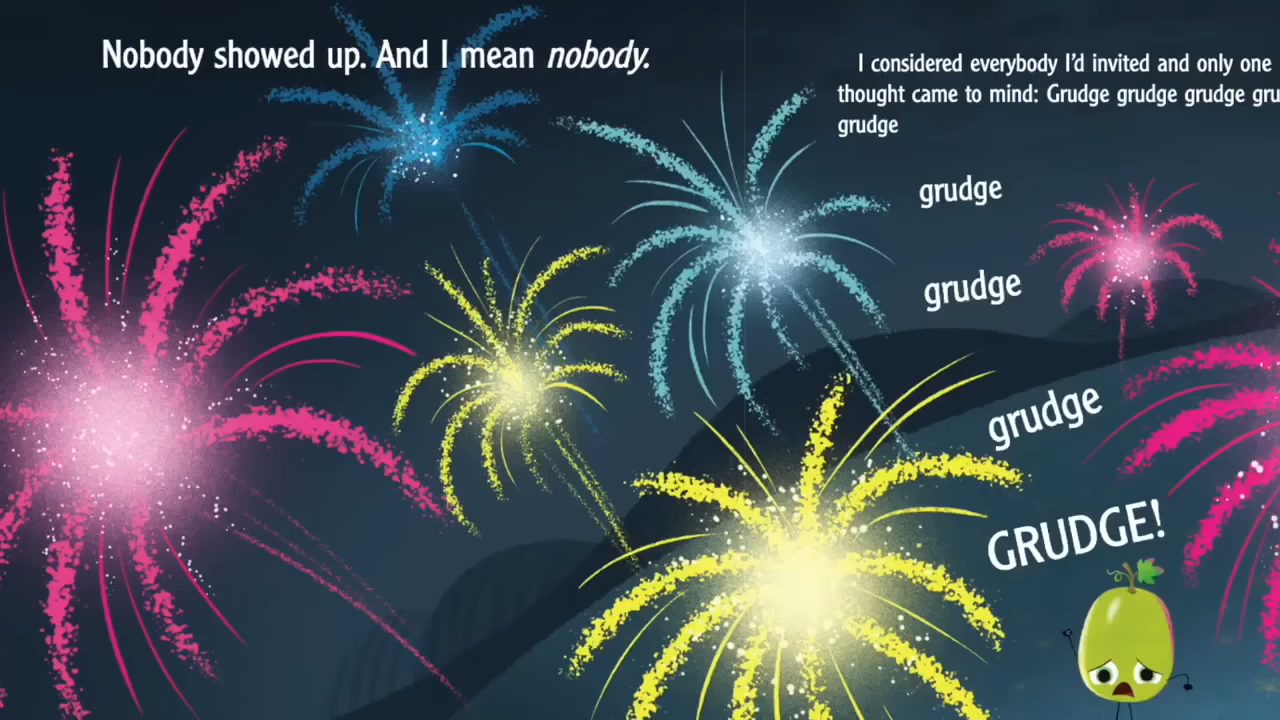 Nobody showed up. And I mean nobody.
I considered everybody I'd invited and only one
thought came to mind: Grudge grudge grudge gru
grudge
grudge
grudge
grudge
GRUDGE!